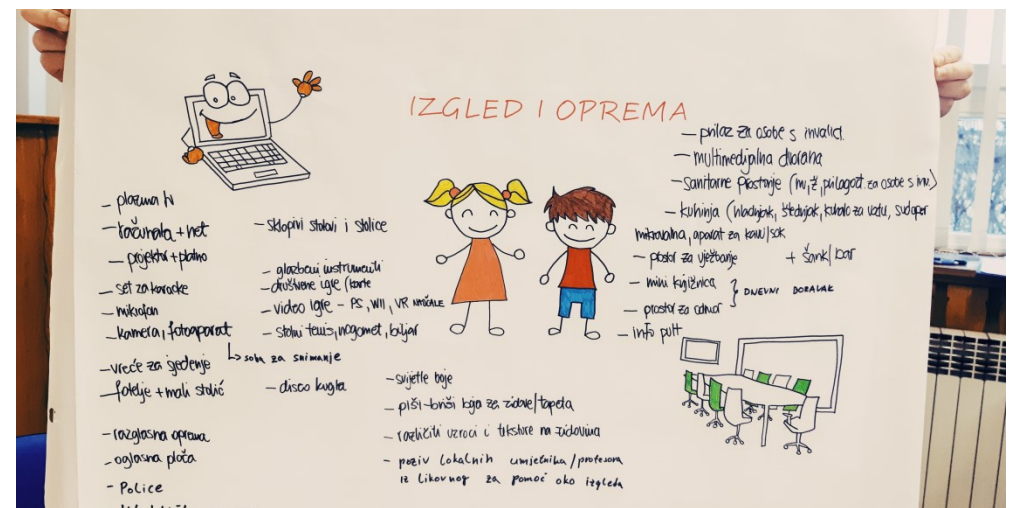 IZGLED I OPREMA
- plazma tv
- računala + net
- projektor + platno
- set za karaoke
- mikrofon
- kamera, fotoaparat
↳ soba za snimanje
- vreće za sjedenje
- fotelje + mali stolić
- razglasna oprema
- oglasna ploča
- Police
- sklopivi stolovi i stolice
- glazbeni instrumenti
- društvene igre (karte
- video igre - PS, WII, VR NAOČALE
- stolni tenis, nogomet, biljar
- disco kugla
- svijetle boje
- piši-briši boja za zidove/tapeta
- različiti uzroci i teksture na zidovima
- poziv lokalnih umjetnika/profesora
iz likovnog za pomoć oko izgleda
- prilaz za osobe s invalid.
- multimedijalna dvorana
- Sanitarne prostorije (m, ž, prilagođ. za osobe s inv.)
- kuhinja (hladnjak, štednjak, kuhalo za vodu, sudoper
mikrovalna, aparat za kavu/sok
+ šank/bar
- prostor za vježbanje
- mini knjižnica
- prostor za odmor
} DNEVNI BORAVAK
- info pult